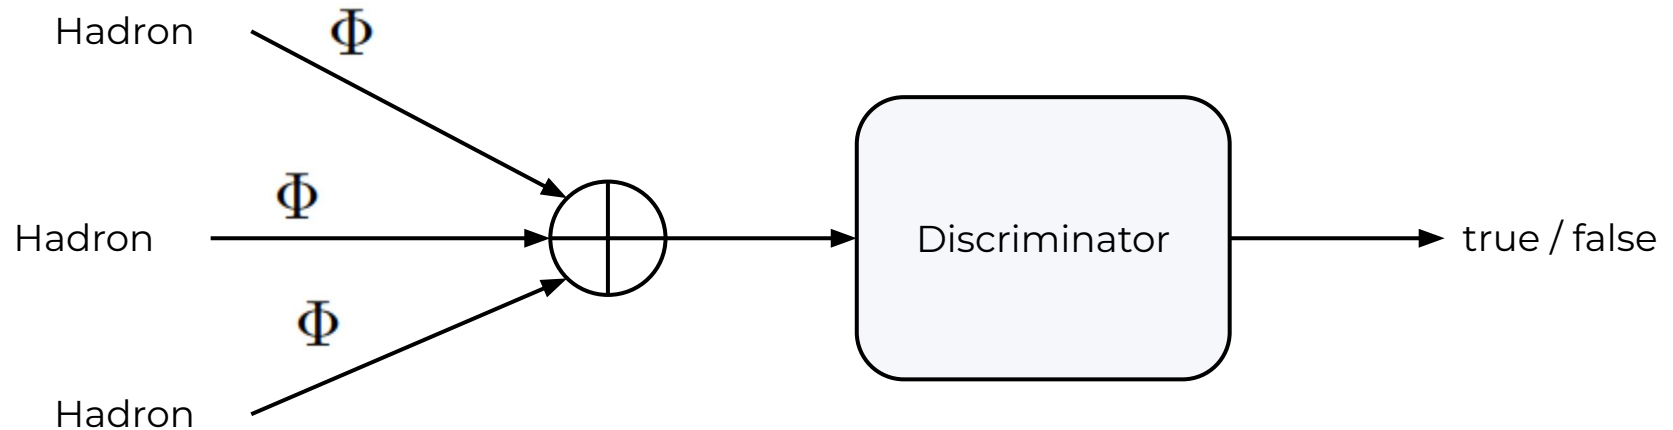 Hadron
Φ
Φ
Hadron
Discriminator
true / false
Φ
Hadron